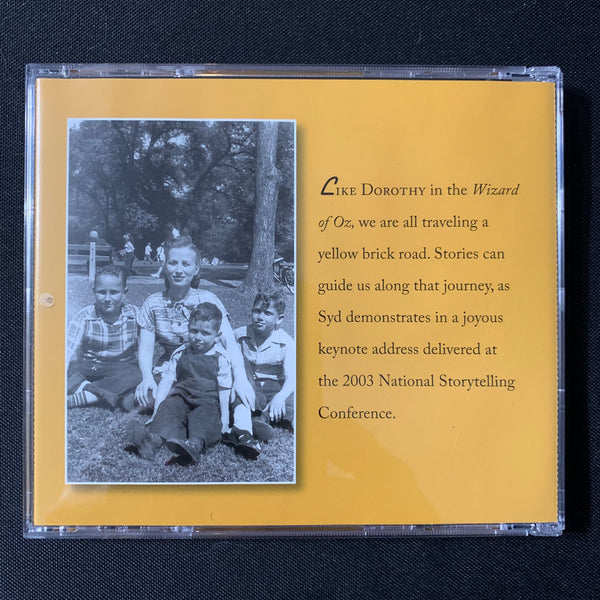 LIKE DOROTHY in the Wizard
of Oz, we are all traveling a
yellow brick road. Stories can
guide us along that journey, as
Syd demonstrates in a joyous
keynote address delivered at
the 2003 National Storytelling
Conference.